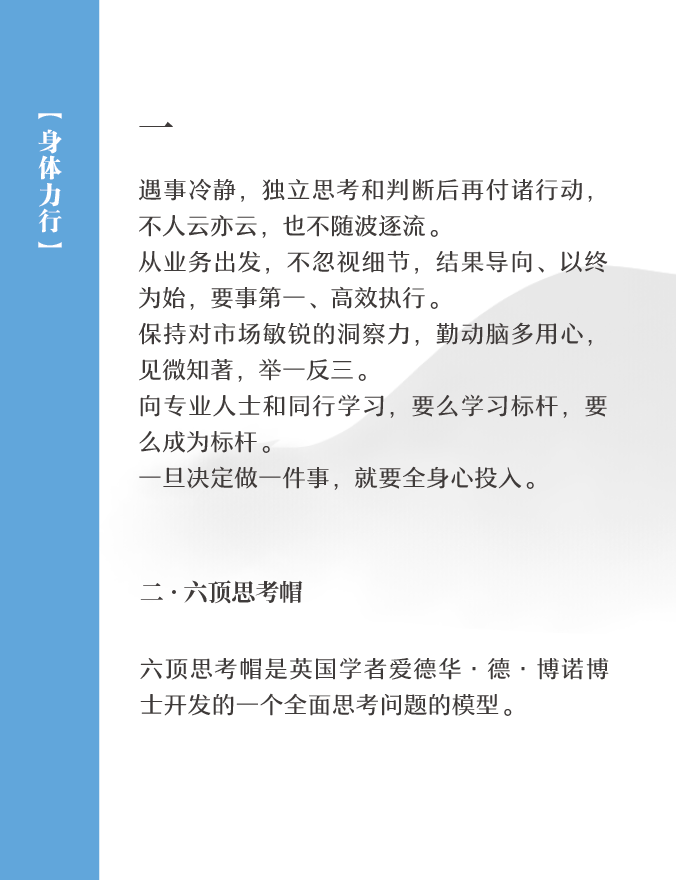 【身体力行】
一
遇事冷静，独立思考和判断后再付诸行动，
不人云亦云，也不随波逐流。
从业务出发，不忽视细节，结果导向、以终
为始，要事第一、高效执行。
保持对市场敏锐的洞察力，勤动脑多用心，
见微知著，举一反三。
向专业人士和同行学习，要么学习标杆，要
么成为标杆。
一旦决定做一件事，就要全身心投入。
二·六顶思考帽
六顶思考帽是英国学者爱德华·德·博诺博
士开发的一个全面思考问题的模型。